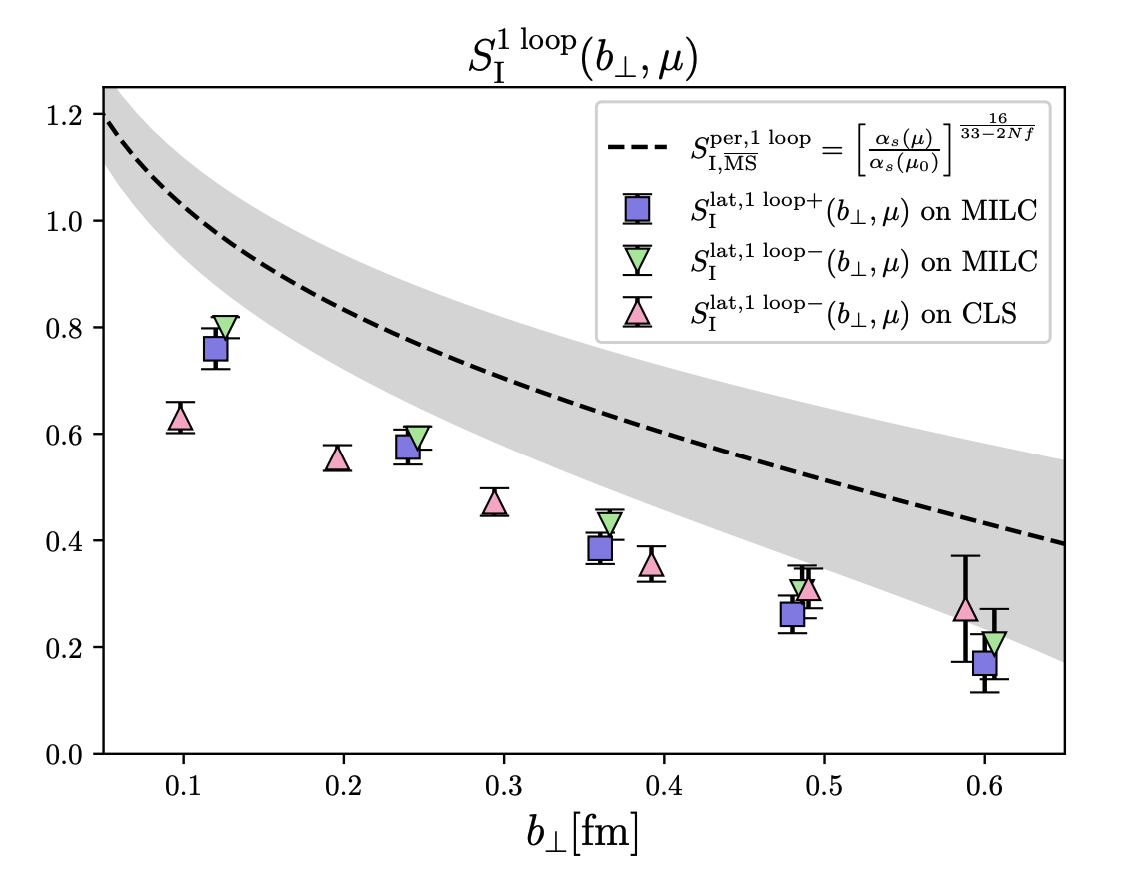 S_I^{1 loop}(b_⊥, μ)
1.2
1.0
0.8
0.6
0.4
0.2
0.0
S_{I,\overline{MS}}^{per,1 loop} = [α_s(μ)/α_s(μ_0)]^{16/(33−2Nf)}
S_I^{lat,1 loop+}(b_⊥, μ) on MILC
S_I^{lat,1 loop−}(b_⊥, μ) on MILC
S_I^{lat,1 loop−}(b_⊥, μ) on CLS
0.1 0.2 0.3 0.4 0.5 0.6
b_⊥[fm]